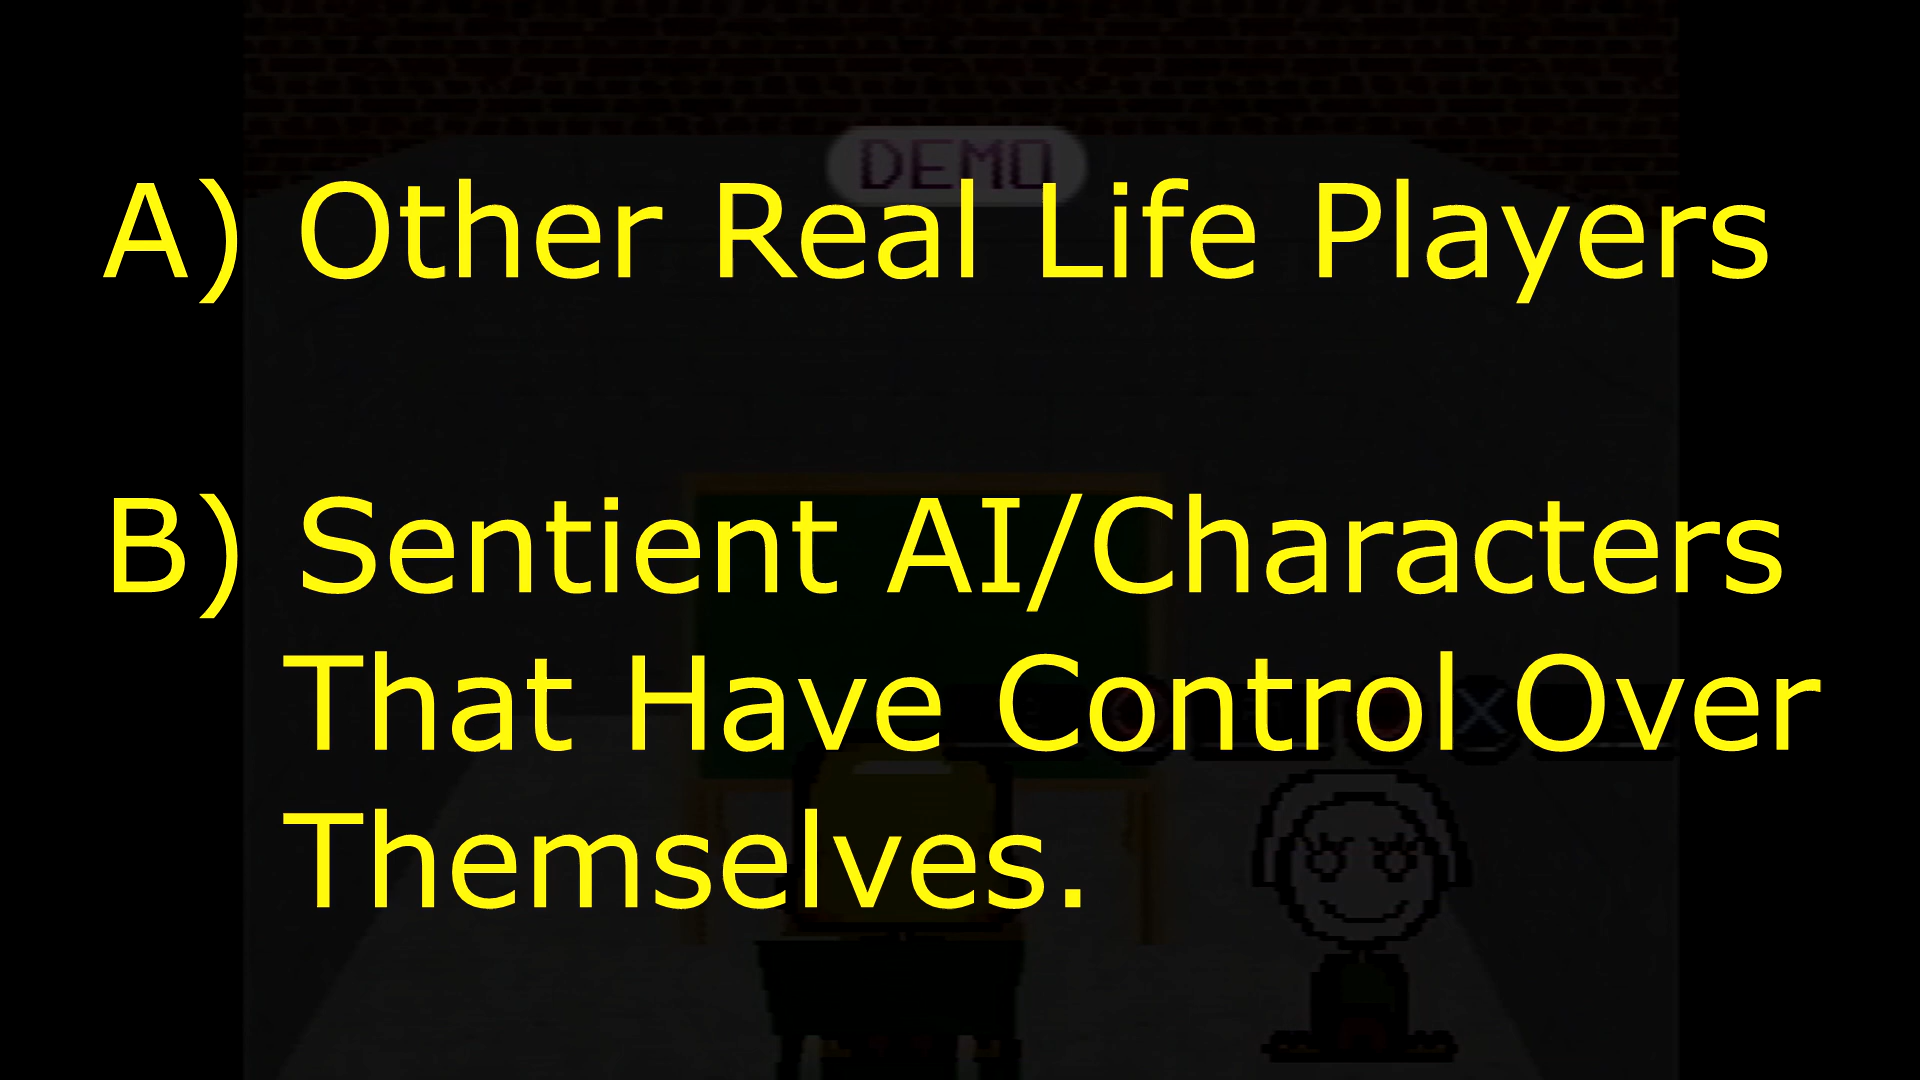 DEMO
A) Other Real Life Players
B) Sentient AI/Characters
That Have Control Over
Themselves.